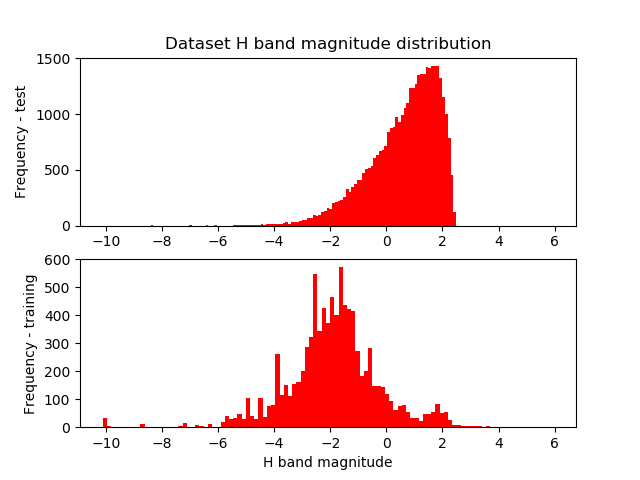 Dataset H band magnitude distribution
Frequency - test
1500
1000
500
0
−10 −8 −6 −4 −2 0 2 4 6
Frequency - training
600
500
400
300
200
100
0
−10 −8 −6 −4 −2 0 2 4 6
H band magnitude